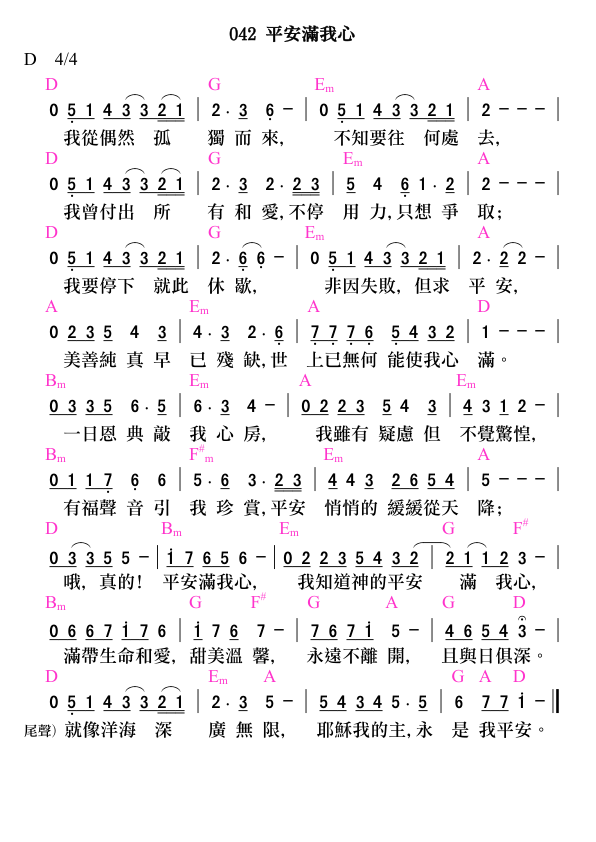 042 平安滿我心
D 4/4
D G Em A
0 5 1 4 3 3 2 1 | 2 · 3 6 − | 0 5 1 4 3 3 2 1 | 2 − − − |
我從偶然 孤 獨 而 來, 不知要往 何處 去,
D G Em A
0 5 1 4 3 3 2 1 | 2 · 3 2 · 2 3 | 5 4 6 1 · 2 | 2 − − − |
我曾付出 所 有 和 愛, 不停 用 力, 只想 爭 取;
D G Em A
0 5 1 4 3 3 2 1 | 2 · 6 6 − | 0 5 1 4 3 3 2 1 | 2 · 2 2 − |
我要停下 就此 休 歇, 非因失敗, 但求 平 安,
A Em A D
0 2 3 5 4 3 | 4 · 3 2 · 6 | 7 7 7 6 5 4 3 2 | 1 − − − |
美善純 真 早 已 殘 缺, 世 上已無何 能使我心 滿。
Bm Em A Em
0 3 3 5 6 · 5 | 6 · 3 4 − | 0 2 2 3 5 4 3 | 4 3 1 2 − |
一日恩 典 敲 我 心 房, 我雖有 疑慮 但 不覺驚惶,
Bm F#m Em A
0 1 1 7 6 6 | 5 · 6 3 · 2 3 | 4 4 3 2 6 5 4 | 5 − − − |
有福聲 音 引 我 珍 賞, 平安 悄悄的 緩緩從天 降;
D Bm Em G F#
0 3 3 5 5 − | 1 7 6 5 6 − | 0 2 2 3 5 4 3 2 | 2 1 1 2 3 − |
哦, 真的! 平安滿我心, 我知道神的平安 滿 我心,
Bm G F# G A G D
0 6 6 7 1 7 6 | 1 7 6 7 − | 7 6 7 1 5 − | 4 6 5 4 3 − |
滿帶生命和愛, 甜美溫 馨, 永遠不離 開, 且與日俱深。
D Em A G A D
0 5 1 4 3 3 2 1 | 2 · 3 5 − | 5 4 3 4 5 · 5 | 6 7 7 1 − ‖
尾聲) 就像洋海 深 廣 無 限, 耶穌我的主, 永 是 我平安。